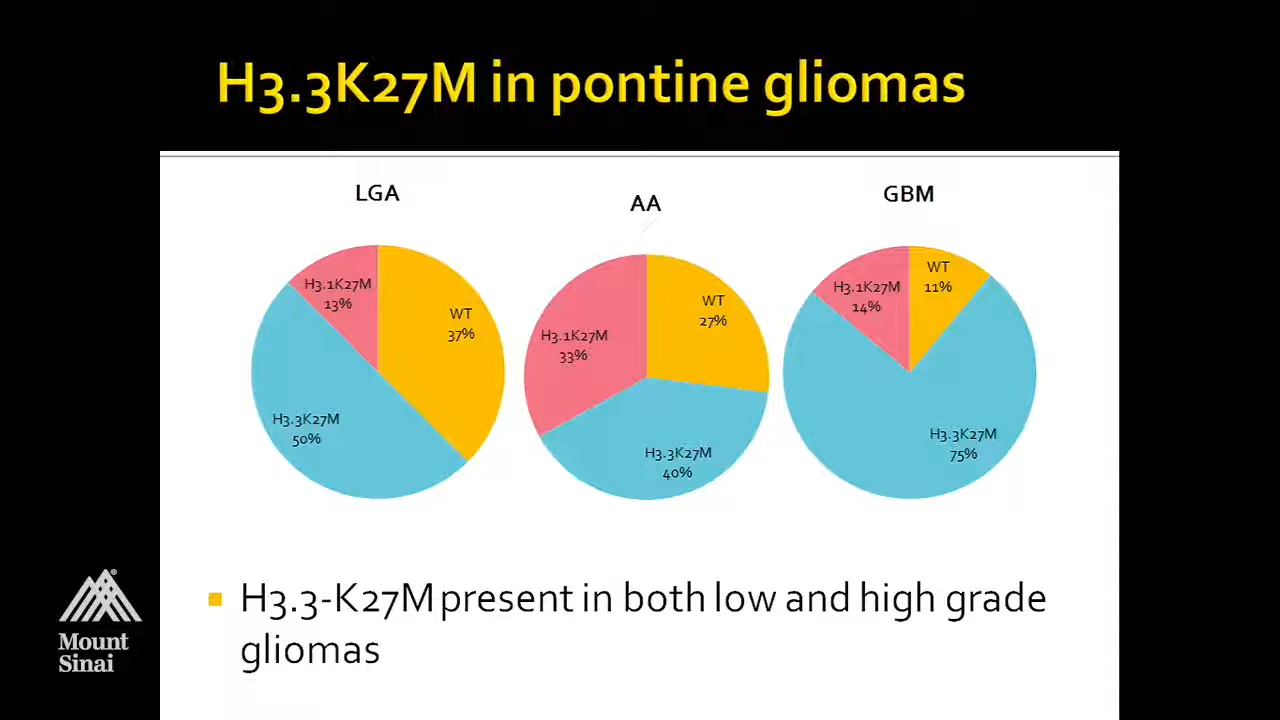 H3.3K27M in pontine gliomas
LGA
H3.1K27M
13%
WT
37%
H3.3K27M
50%
AA
H3.1K27M
33%
WT
27%
H3.3K27M
40%
GBM
H3.1K27M
14%
WT
11%
H3.3K27M
75%
H3.3-K27M present in both low and high grade
gliomas
Mount
Sinai